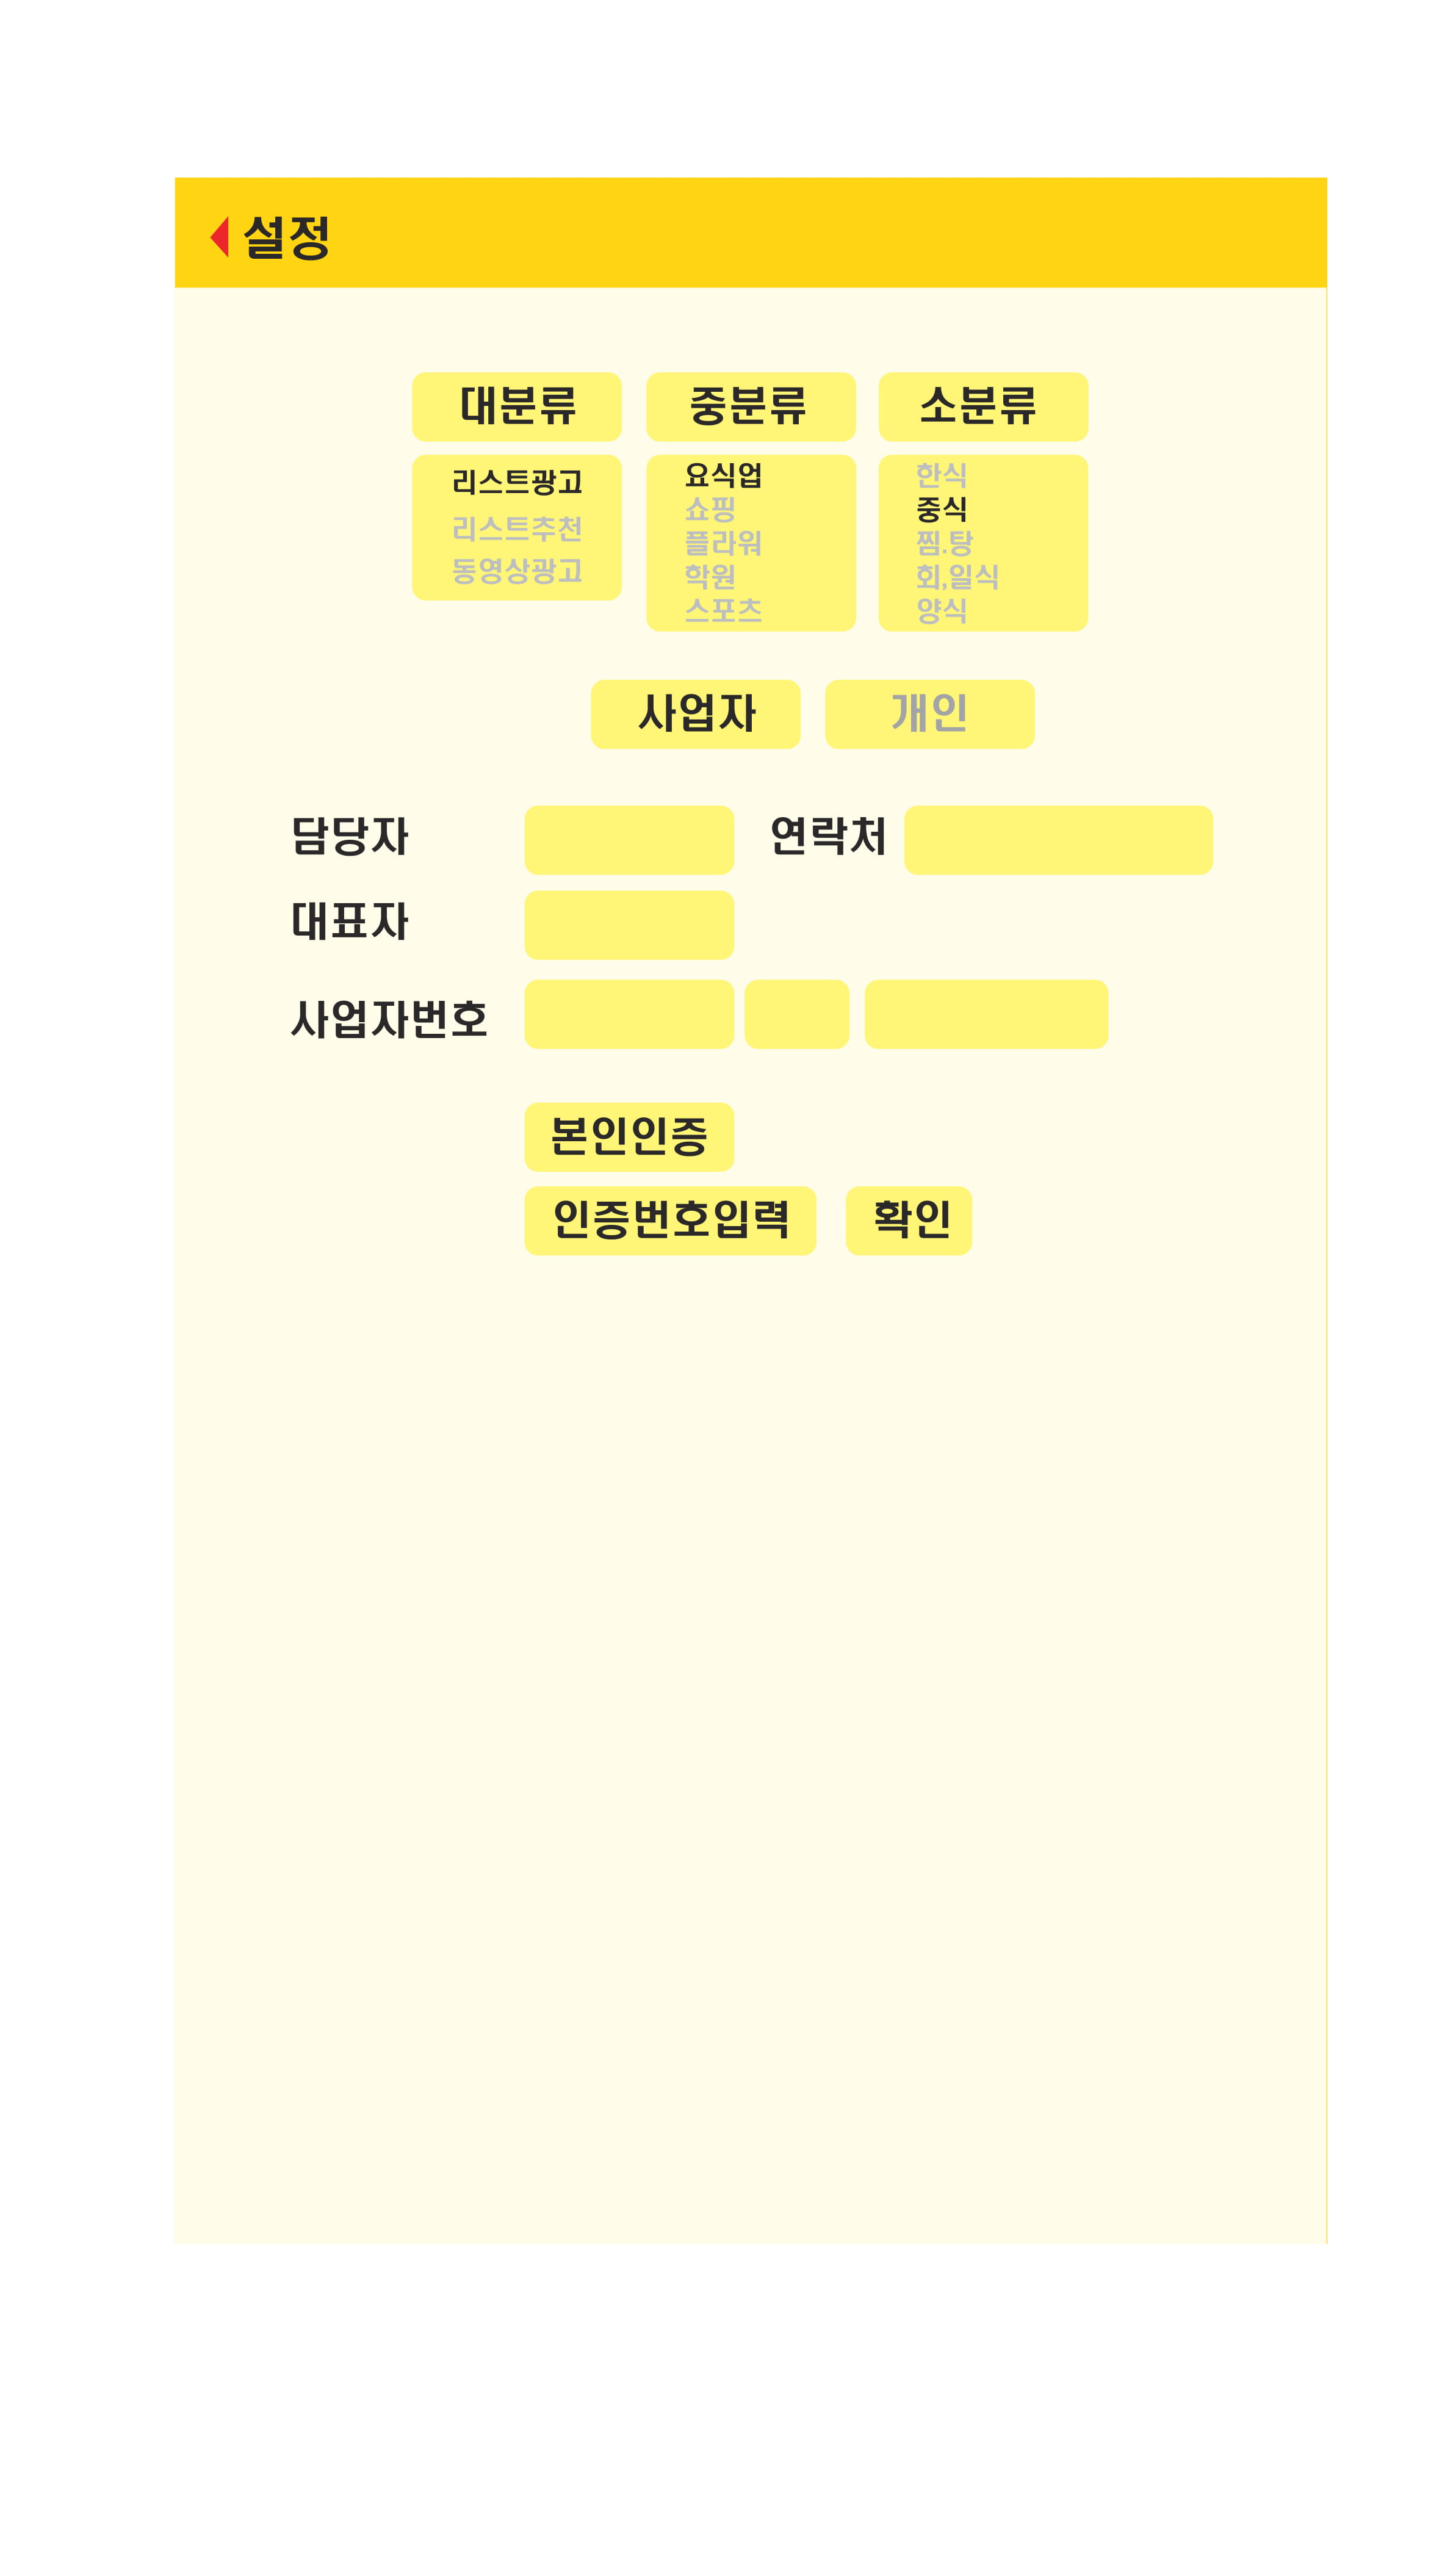 설정
대분류 중분류 소분류
리스트광고
리스트추천
동영상광고
요식업
쇼핑
플라워
학원
스포츠
한식
중식
찜.탕
회,일식
양식
사업자 개인
담당자 연락처
대표자
사업자번호
본인인증
인증번호입력 확인